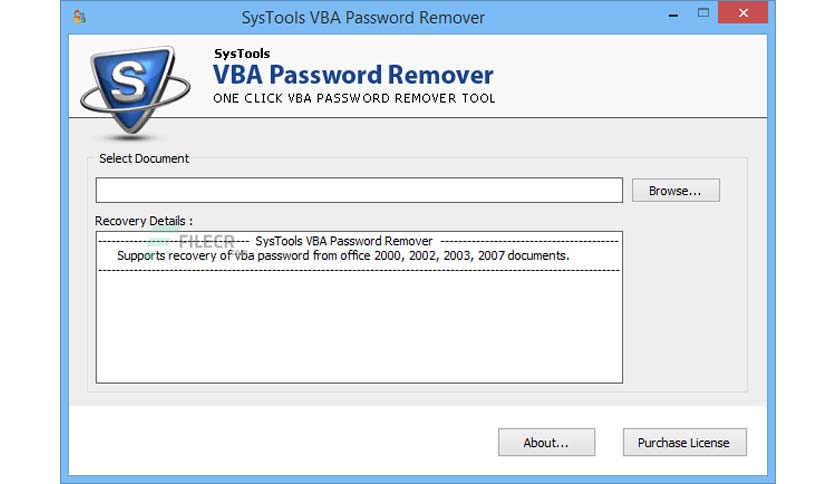 SysTools VBA Password Remover
S
SysTools
VBA Password Remover
ONE CLICK VBA PASSWORD REMOVER TOOL
Select Document
Browse...
Recovery Details :
FILECR
SysTools VBA Password Remover
Supports recovery of vba password from office 2000, 2002, 2003, 2007 documents.
About...
Purchase License